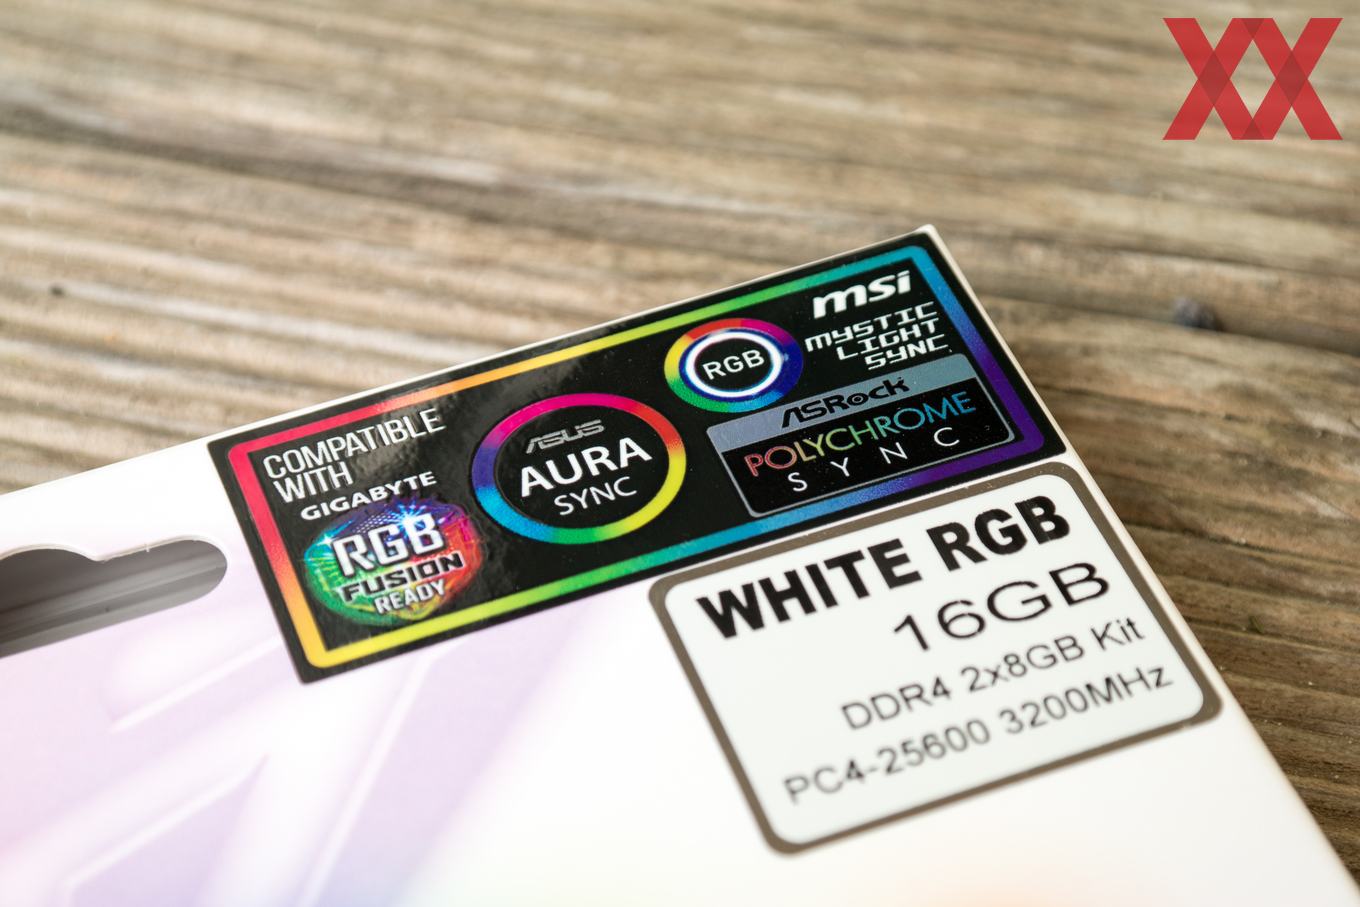 COMPATIBLE
WITH
GIGABYTE
RGB
FUSION
READY
ASUS
AURA
SYNC
RGB
msi
MYSTIC
LIGHT
SYNC
ASRock
POLYCHROME
SYNC
WHITE RGB
16GB
DDR4 2x8GB Kit
PC4-25600 3200MHz
XX